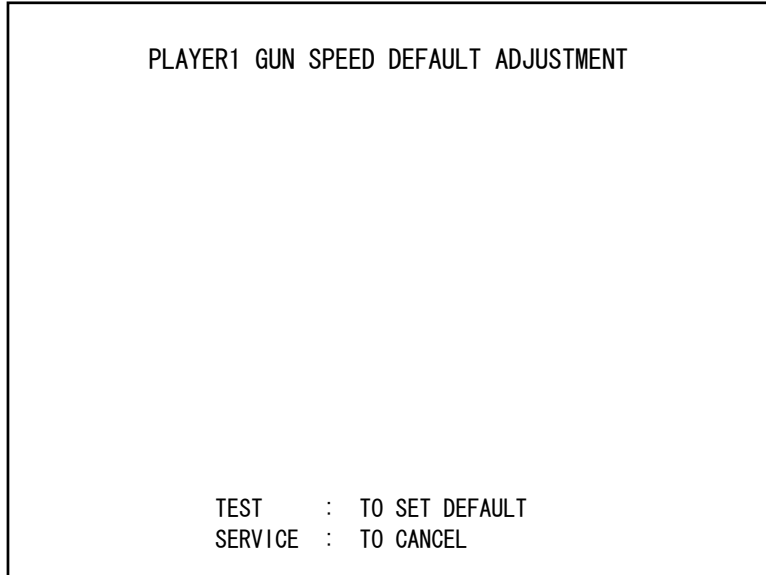 PLAYER1 GUN SPEED DEFAULT ADJUSTMENT
TEST : TO SET DEFAULT
SERVICE : TO CANCEL